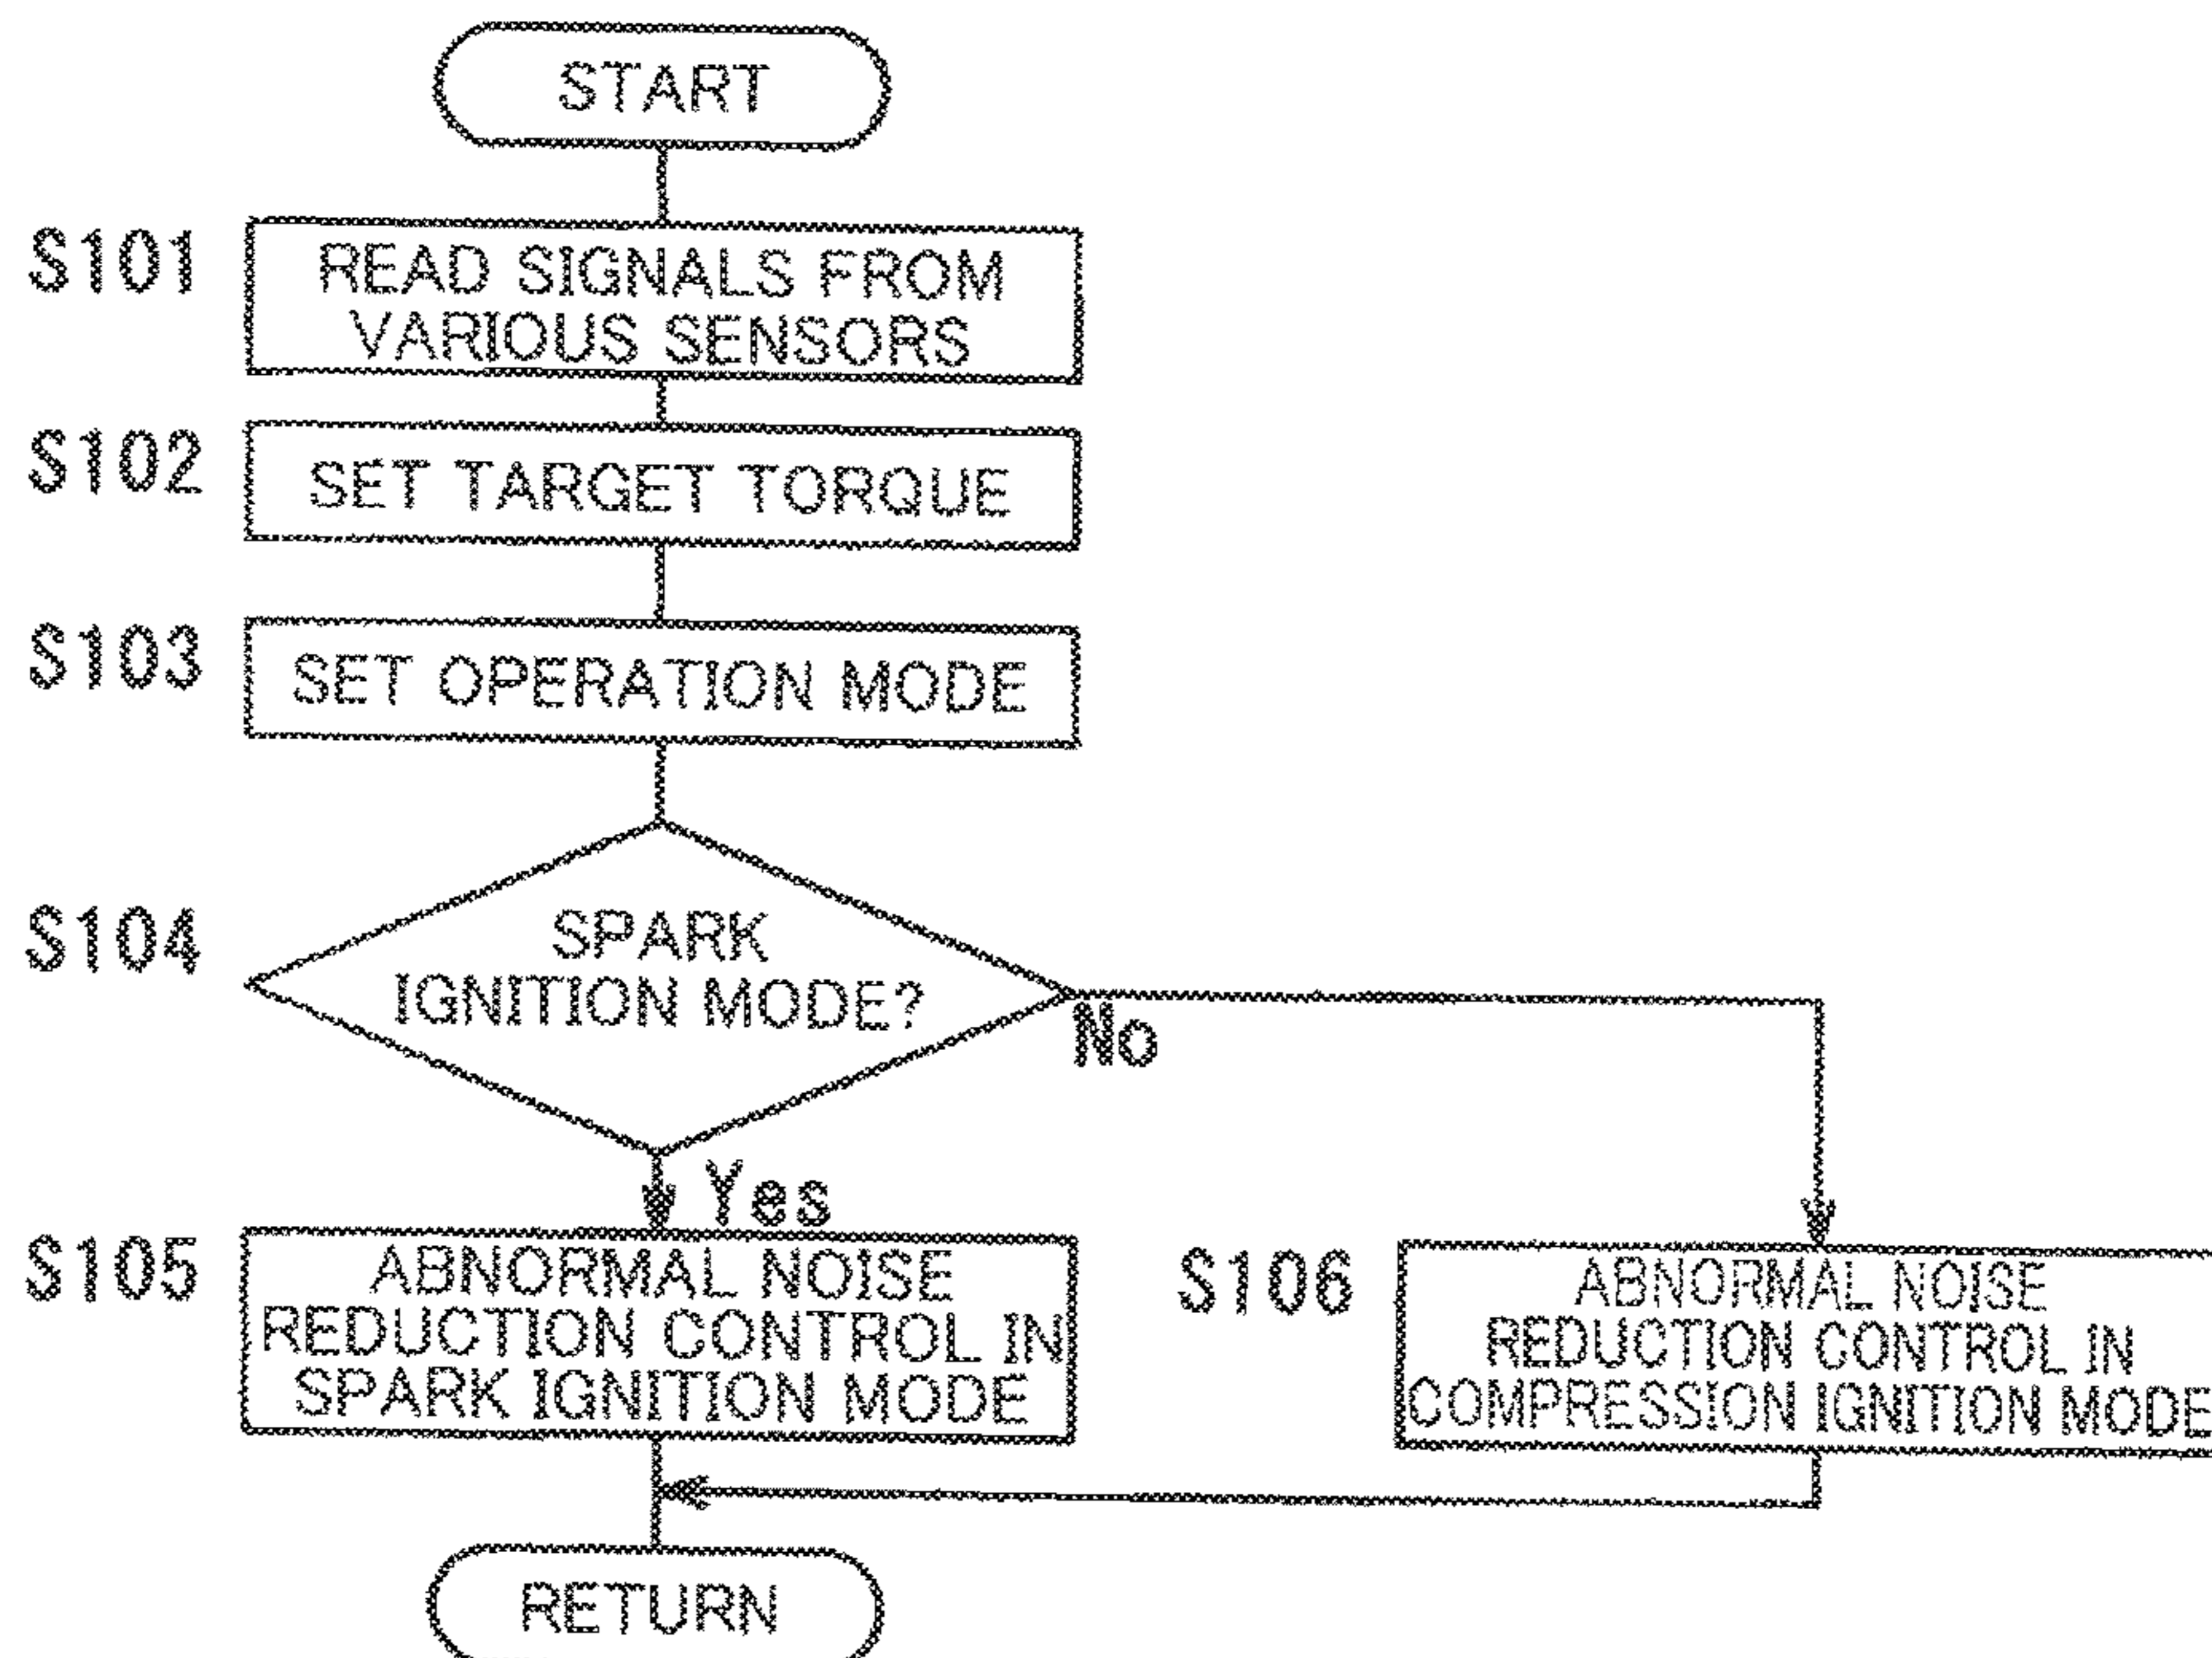 START
S101
READ SIGNALS FROM
VARIOUS SENSORS
S102
SET TARGET TORQUE
S103
SET OPERATION MODE
S104
SPARK
IGNITION MODE?
No
Yes
S105
ABNORMAL NOISE
REDUCTION CONTROL IN
SPARK IGNITION MODE
S106
ABNORMAL NOISE
REDUCTION CONTROL IN
COMPRESSION IGNITION MODE
RETURN